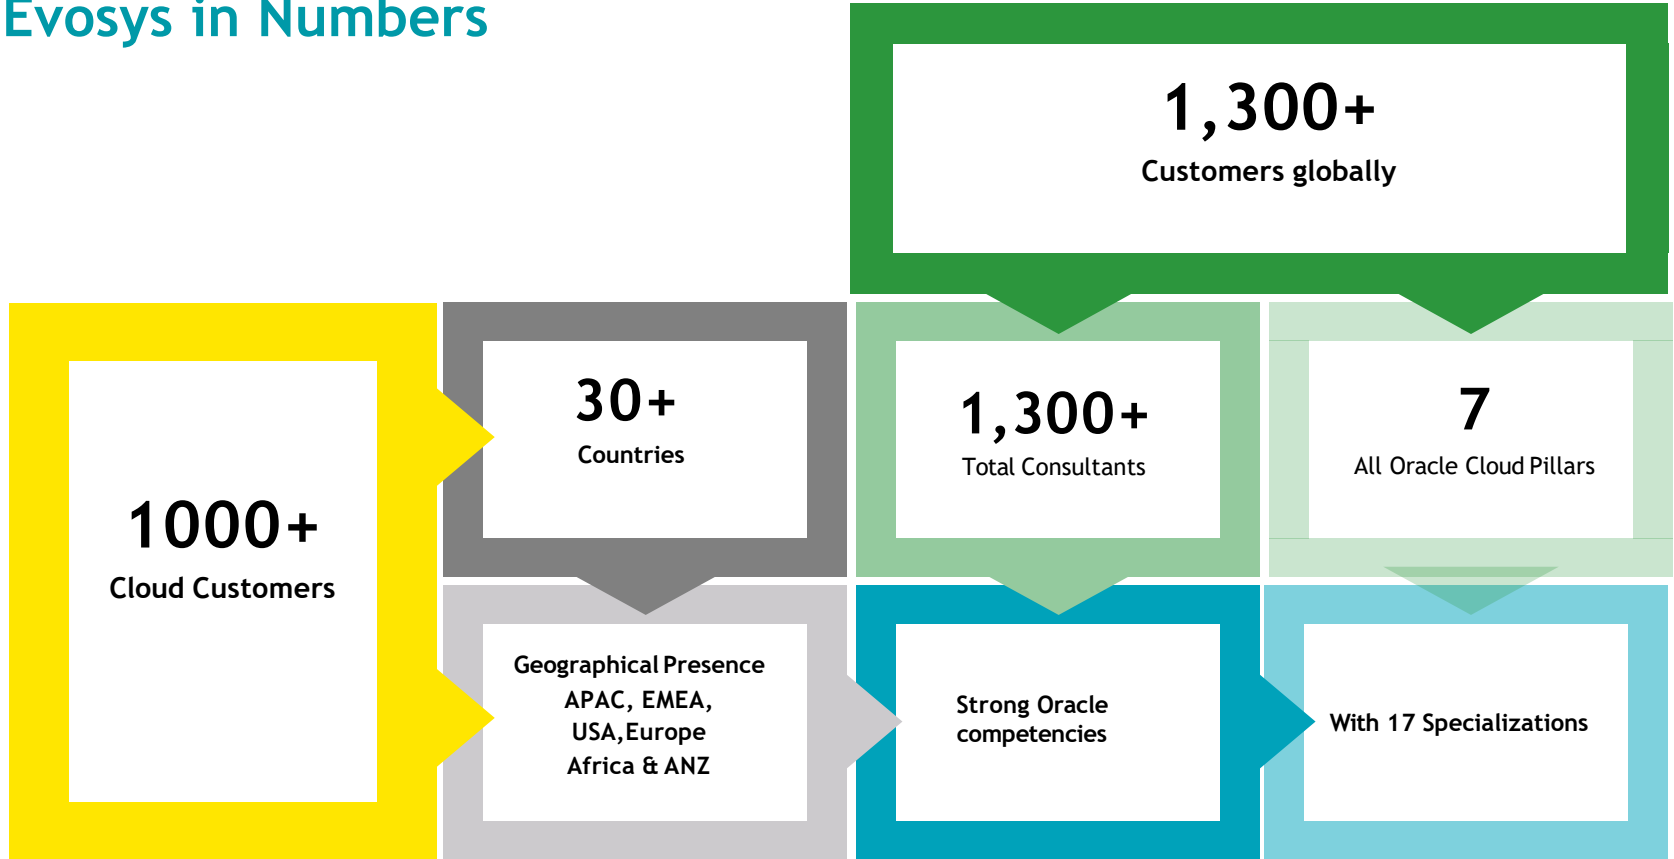 Evosys in Numbers
1,300+
Customers globally
1000+
Cloud Customers
30+
Countries
1,300+
Total Consultants
7
All Oracle Cloud Pillars
Geographical Presence
APAC, EMEA,
USA,Europe
Africa & ANZ
Strong Oracle
competencies
With 17 Specializations